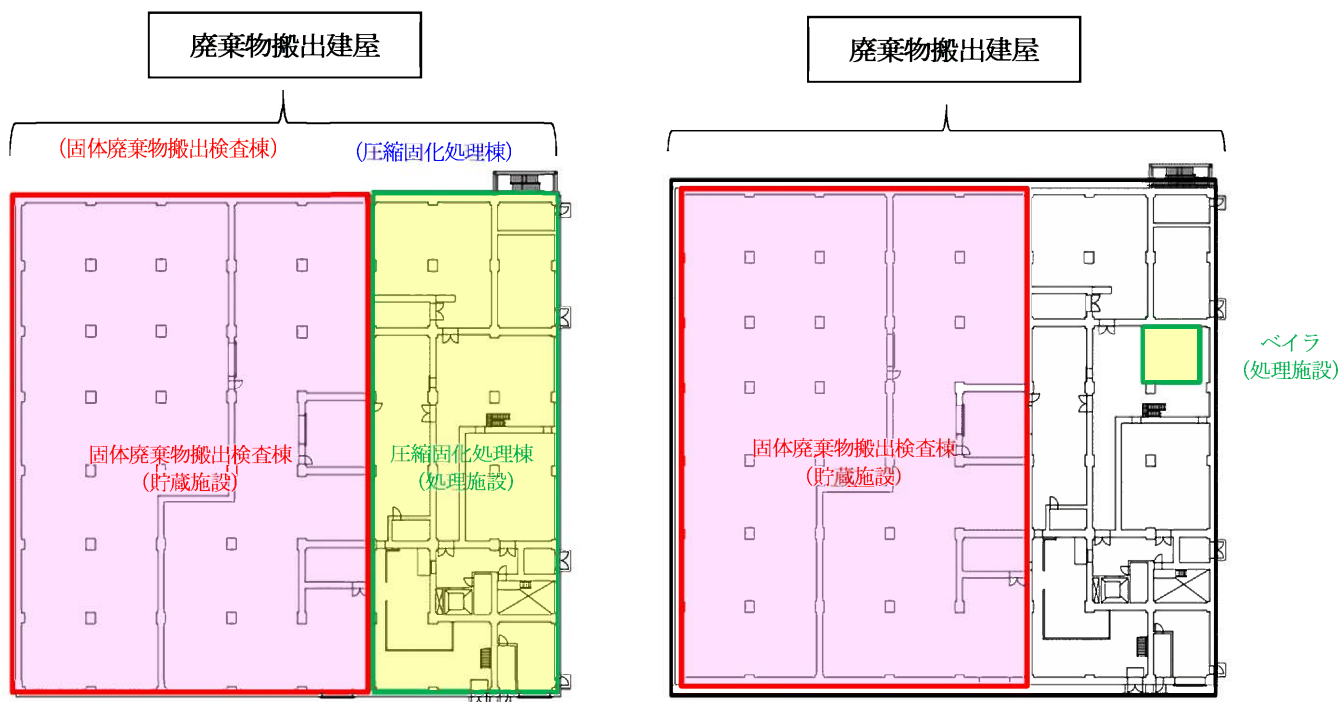 廃棄物搬出建屋
(固体廃棄物搬出検査棟)
(圧縮固化処理棟)
固体廃棄物搬出検査棟
(貯蔵施設)
圧縮固化処理棟
(処理施設)
廃棄物搬出建屋
固体廃棄物搬出検査棟
(貯蔵施設)
ベイラ
(処理施設)